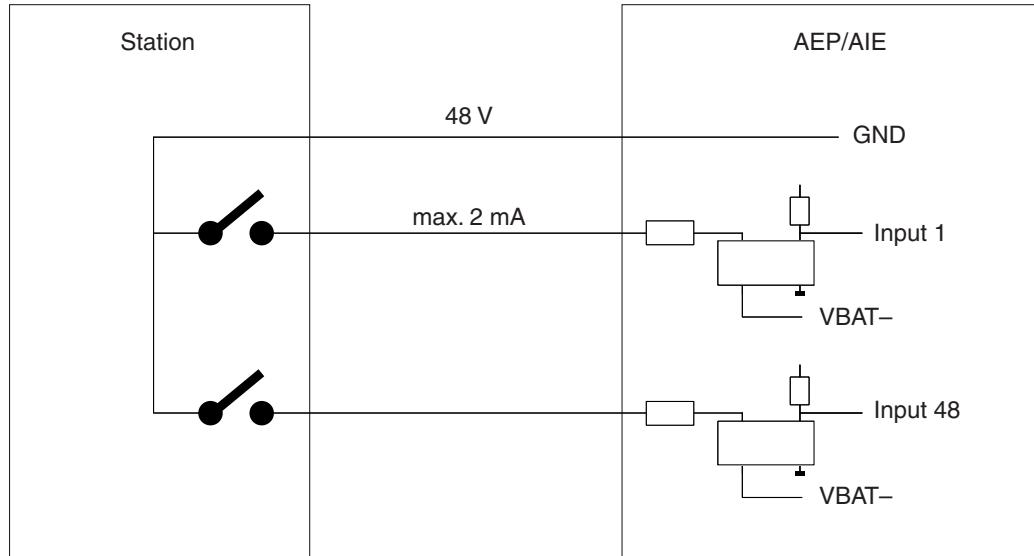 Station
AEP/AIE
48 V
GND
max. 2 mA
Input 1
VBAT–
Input 48
VBAT–